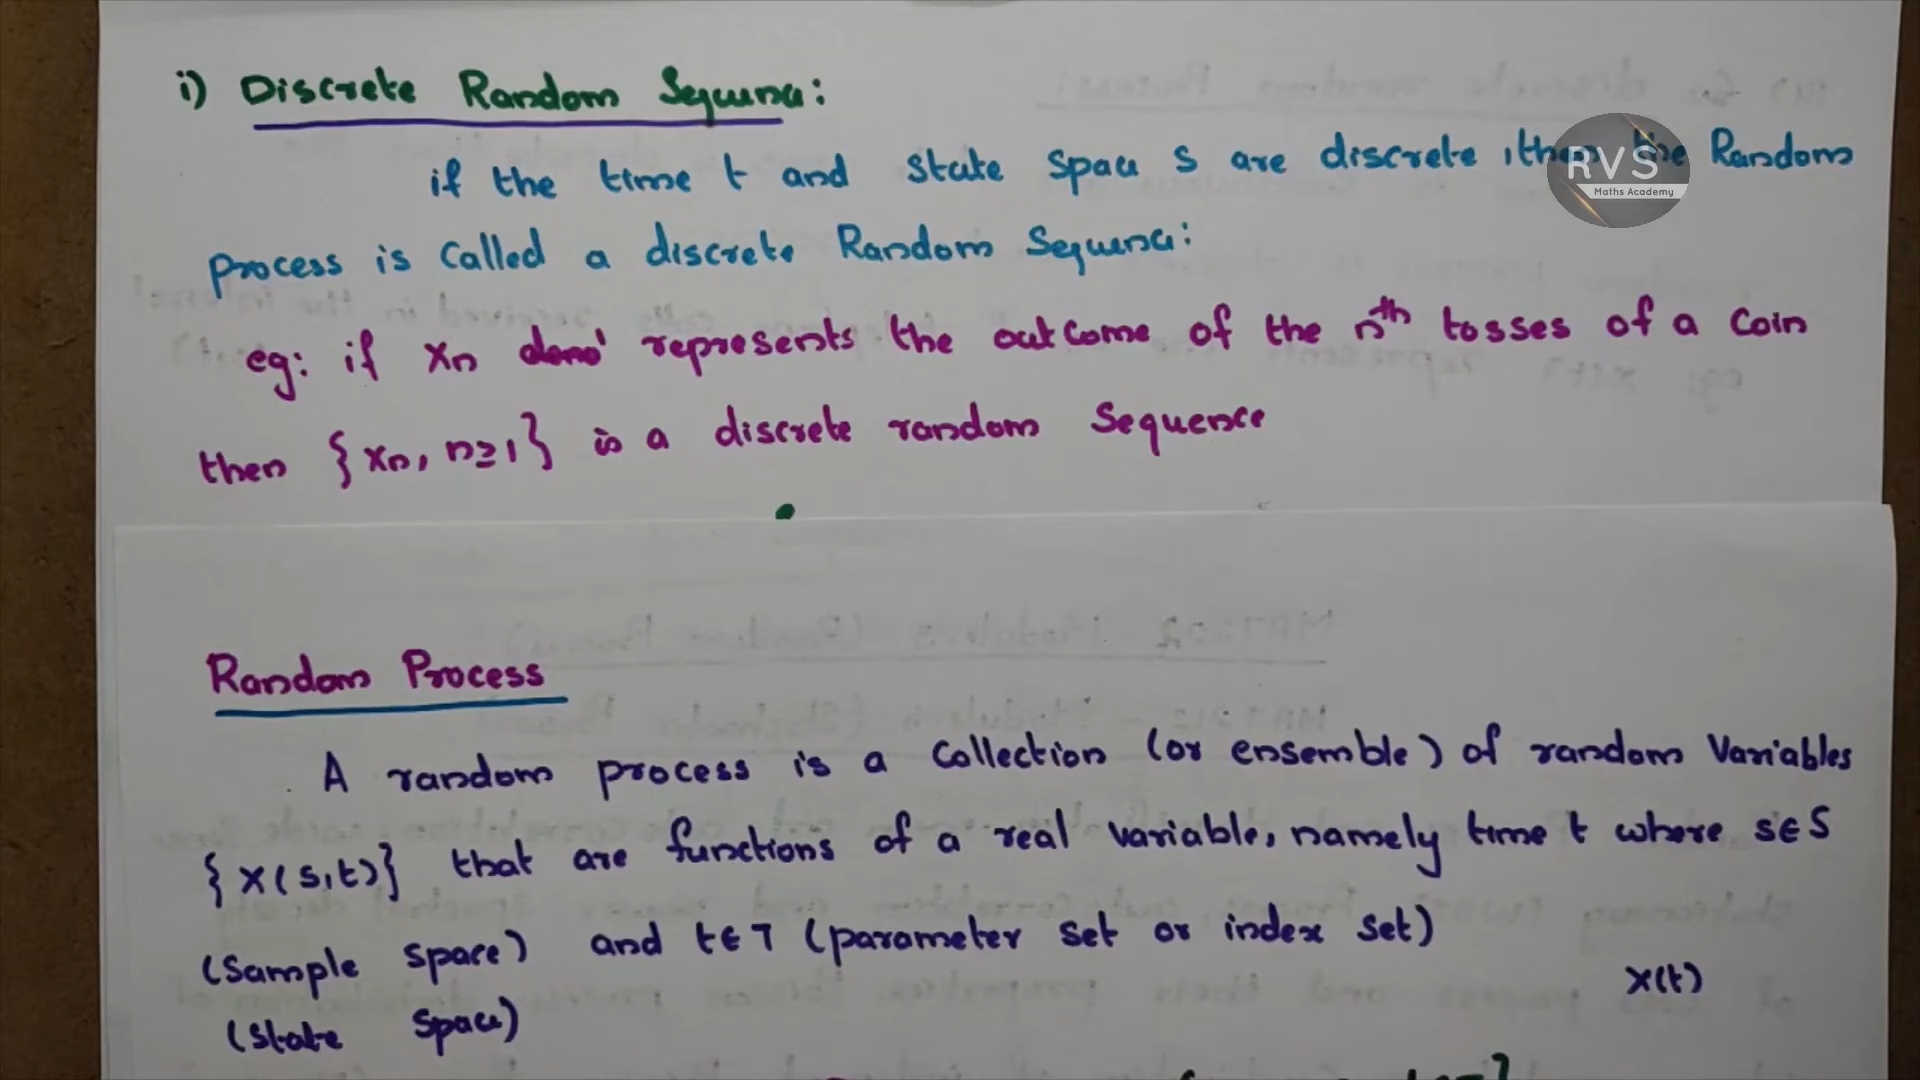 i) Discrete Random Sequence:
if the time t and state space S are discrete, then the Random
process is called a discrete Random Sequence:
eg: if Xn represents the outcome of the nth tosses of a coin
then {Xn, n≥1} is a discrete random Sequence
RVS
Maths Academy
Random Process
A random process is a collection (or ensemble) of random variables
{X(s,t)} that are functions of a real variable, namely time t where s∈S
(Sample space) and t∈T (parameter set or index set)
(State Space)
X(t)